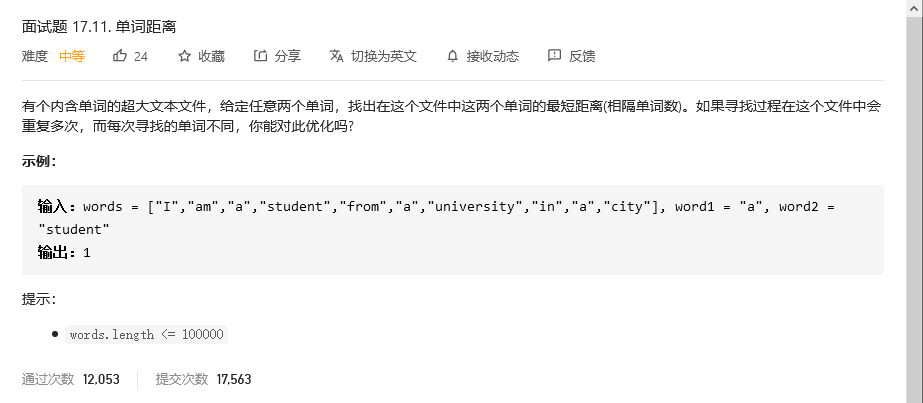 面试题 17.11. 单词距离
难度 中等 24 收藏 分享 切换为英文 接收动态 反馈
有个内含单词的超大文本文件，给定任意两个单词，找出在这个文件中这两个单词的最短距离(相隔单词数)。如果寻找过程在这个文件中会
重复多次，而每次寻找的单词不同，你能对此优化吗?
示例：
输入：words = ["I","am","a","student","from","a","university","in","a","city"], word1 = "a", word2 =
"student"
输出：1
提示：
words.length <= 100000
通过次数 12,053 提交次数 17,563